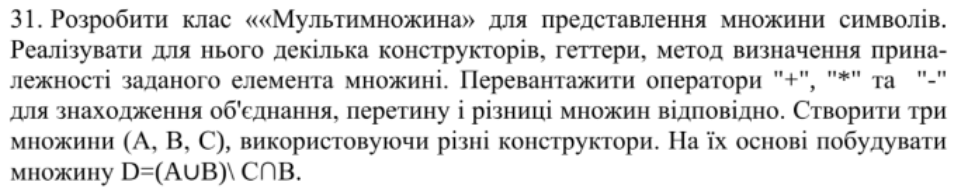 31. Розробити клас ««Мультимножина» для представлення множини символів.
Реалізувати для нього декілька конструкторів, геттери, метод визначення прина-
лежності заданого елемента множині. Перевантажити оператори "+", "*" та "-"
для знаходження об'єднання, перетину і різниці множин відповідно. Створити три
множини (A, B, C), використовуючи різні конструктори. На їх основі побудувати
множину D=(A∪B)\ C∩B.